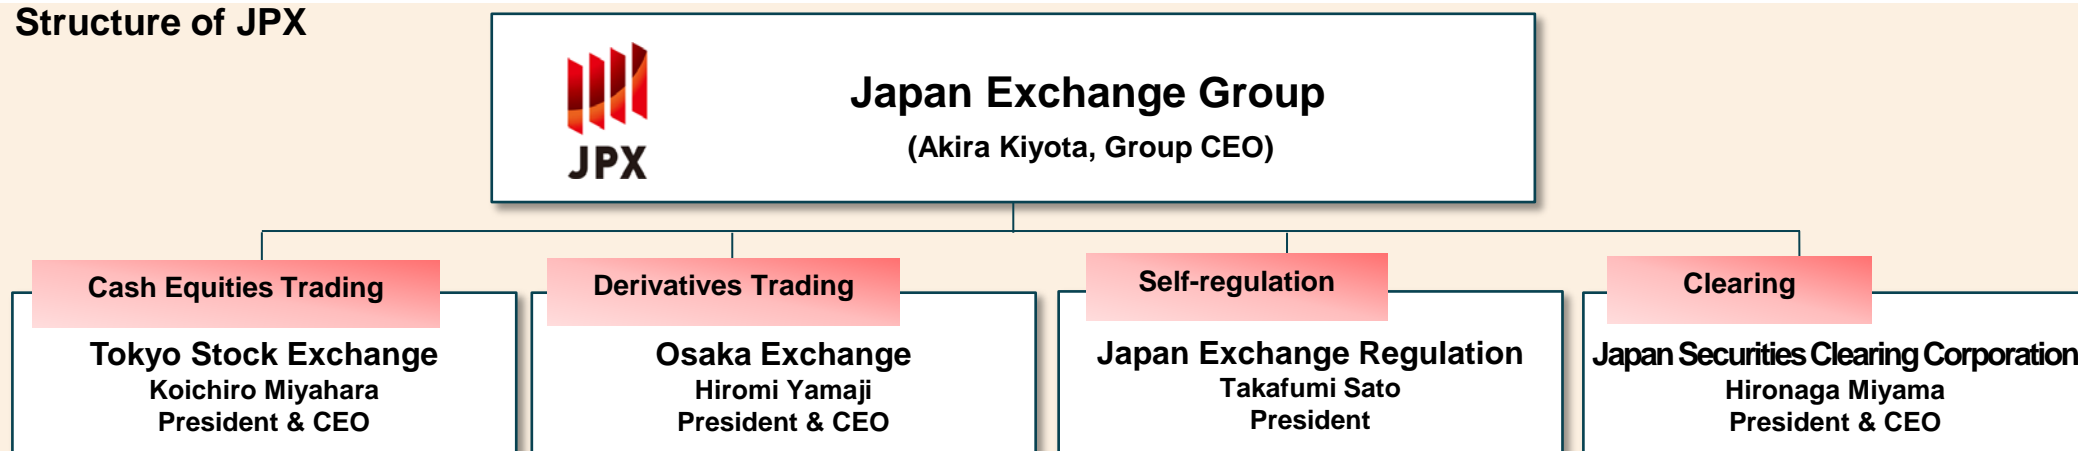 Structure of JPX
JPX
Japan Exchange Group
(Akira Kiyota, Group CEO)
Cash Equities Trading
Tokyo Stock Exchange
Koichiro Miyahara
President & CEO
Derivatives Trading
Osaka Exchange
Hiromi Yamaji
President & CEO
Self-regulation
Japan Exchange Regulation
Takafumi Sato
President
Clearing
Japan Securities Clearing Corporation
Hironaga Miyama
President & CEO